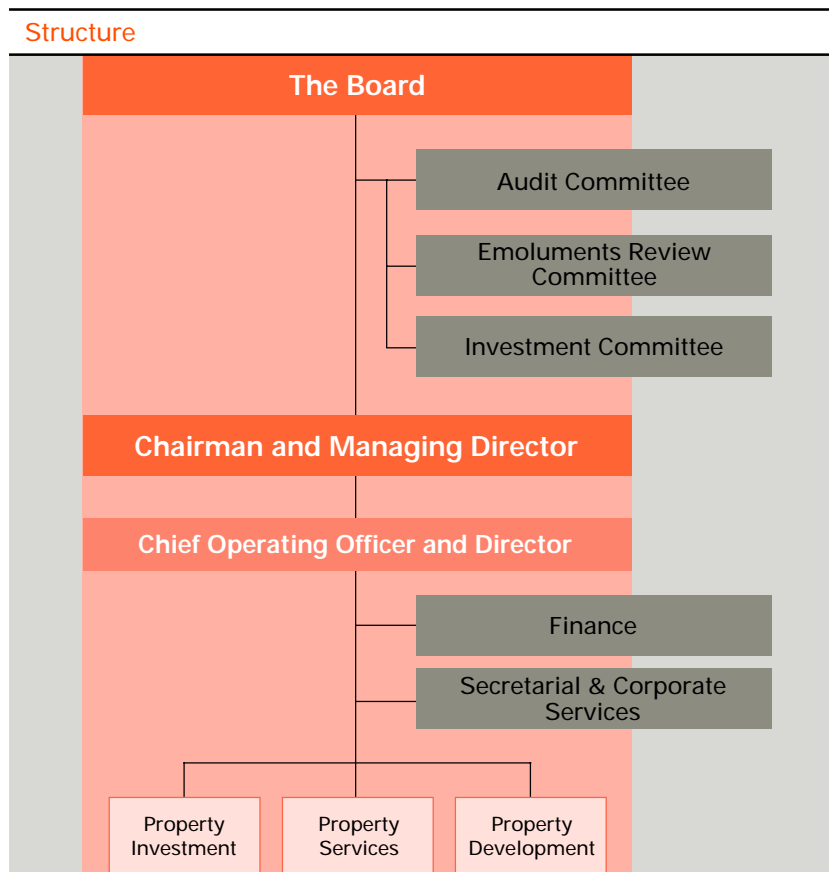 Structure
The Board
Audit Committee
Emoluments Review
Committee
Investment Committee
Chairman and Managing Director
Chief Operating Officer and Director
Finance
Secretarial & Corporate
Services
Property
Investment
Property
Services
Property
Development